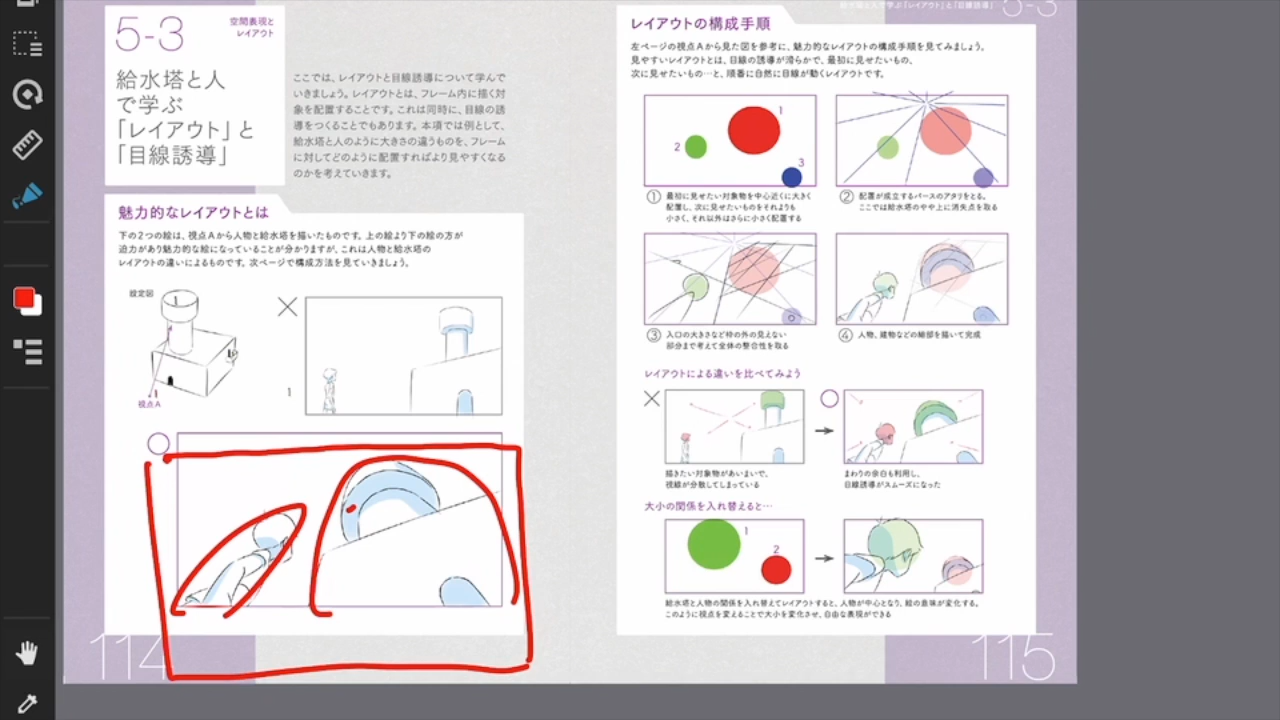 5-3
空間表現と
レイアウト
給水塔と人
で学ぶ
「レイアウト」と
「目線誘導」
ここでは、レイアウトと目線誘導について学んで
いきましょう。レイアウトとは、フレーム内に描く対
象を配置することです。これは同時に、目線の誘
導をつくることでもあります。本項では例として、
給水塔と人のように大きさの違うものを、フレーム
に対してどのように配置すればより見やすくなる
のかを考えていきます。
魅力的なレイアウトとは
下の2つの絵は、視点Aから人物と給水塔を描いたものです。上の絵より下の絵の方が
迫力があり魅力的な絵になっていることが分かりますが、これは人物と給水塔の
レイアウトの違いによるものです。次ページで構成方法を見ていきましょう。
設定図
視点A
1
114
給水塔と人で学ぶ「レイアウト」と「目線誘導」
5-3
レイアウトの構成手順
左ページの視点Aから見た図を参考に、魅力的なレイアウトの構成手順を見てみましょう。
見やすいレイアウトとは、目線の誘導が滑らかで、最初に見せたいもの、
次に見せたいもの…と、順番に自然に目線が動くレイアウトです。
1
2
3
① 最初に見せたい対象物を中心近くに大きく
配置し、次に見せたいものをそれよりも
小さく、それ以外はさらに小さく配置する
② 配置が成立するパースのアタリをとる。
ここでは給水塔のやや上に消失点を取る
③ 入口の大きさなど枠の外の見えない
部分まで考えて全体の整合性を取る
④ 人物、建物などの細部を描いて完成
レイアウトによる違いを比べてみよう
描きたい対象物があいまいで、
視線が分散してしまっている
まわりの余白も利用し、
目線誘導がスムーズになった
大小の関係を入れ替えると…
1
2
給水塔と人物の関係を入れ替えてレイアウトすると、人物が中心となり、絵の意味が変化する。
このように視点を変えることで大小を変化させ、自由な表現ができる
115